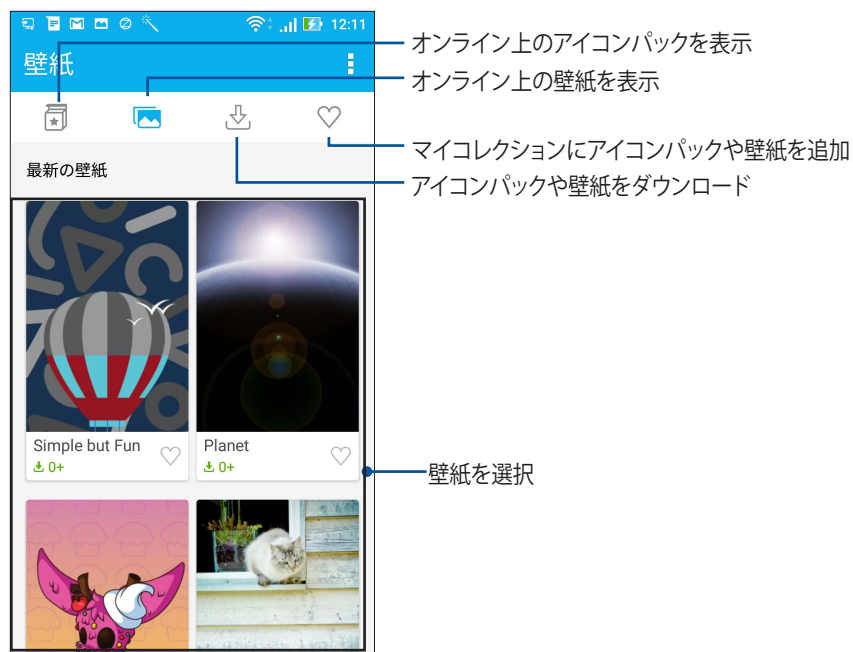 12:11
壁紙
最新の壁紙
Simple but Fun
0+
Planet
0+
オンライン上のアイコンパックを表示
オンライン上の壁紙を表示
マイコレクションにアイコンパックや壁紙を追加
アイコンパックや壁紙をダウンロード
壁紙を選択